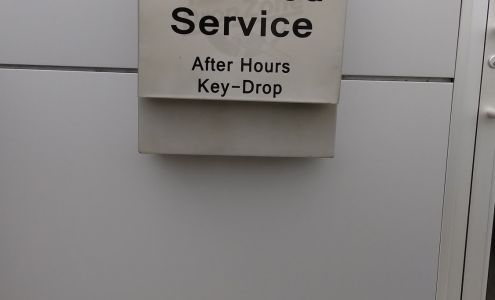 Service
After Hours
Key-Drop